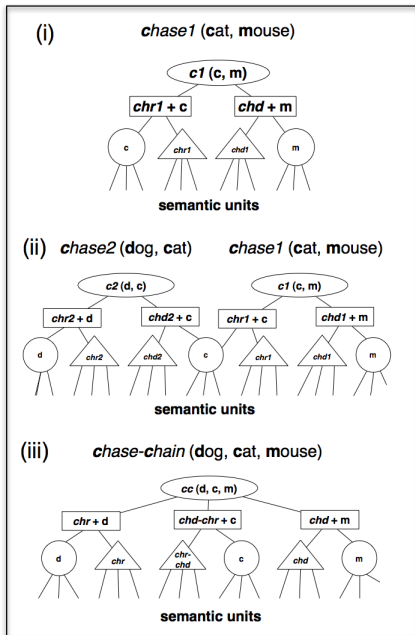 (i) chase1 (cat, mouse)
c1 (c, m)
chr1 + c chd + m
c chr1 chd1 m
semantic units
(ii) chase2 (dog, cat) chase1 (cat, mouse)
c2 (d, c) c1 (c, m)
chr2 + d chd2 + c chr1 + c chd1 + m
d chr2 chd2 c chr1 chd1 m
semantic units
(iii) chase-chain (dog, cat, mouse)
cc (d, c, m)
chr + d chd-chr + c chd + m
d chr chr-
chd c chd m
semantic units